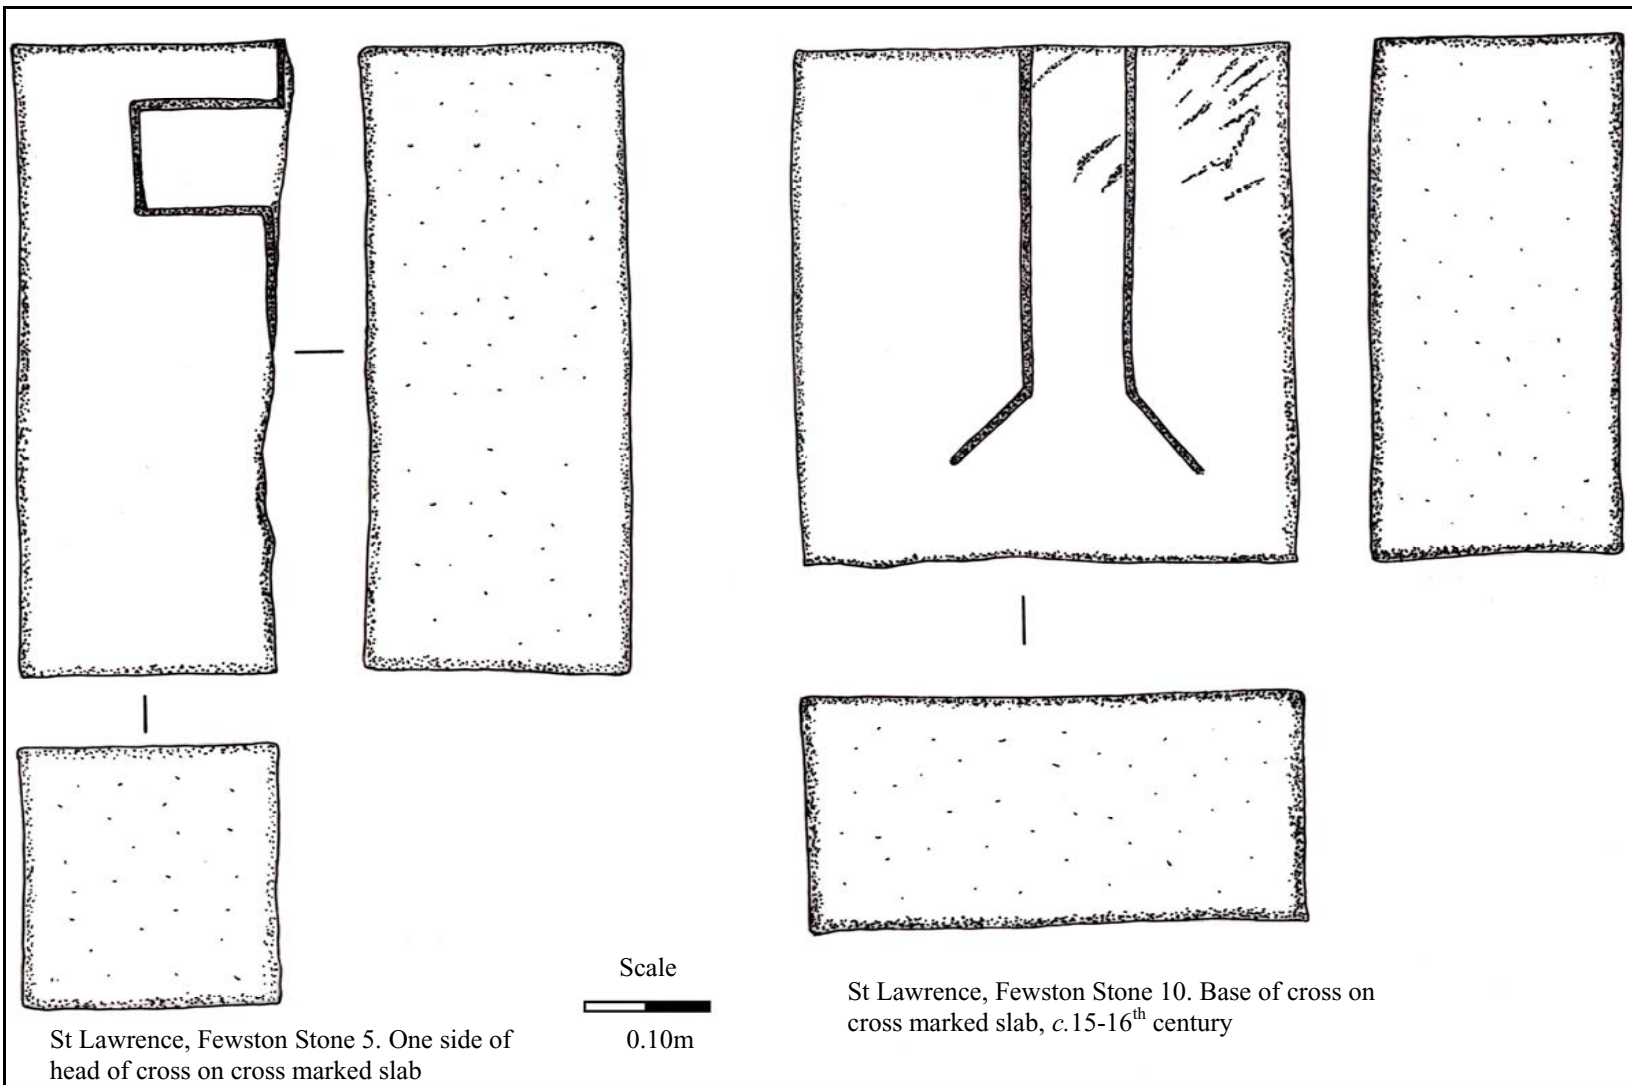 St Lawrence, Fewston Stone 5. One side of
head of cross on cross marked slab
Scale
0.10m
St Lawrence, Fewston Stone 10. Base of cross on
cross marked slab, c.15-16th century